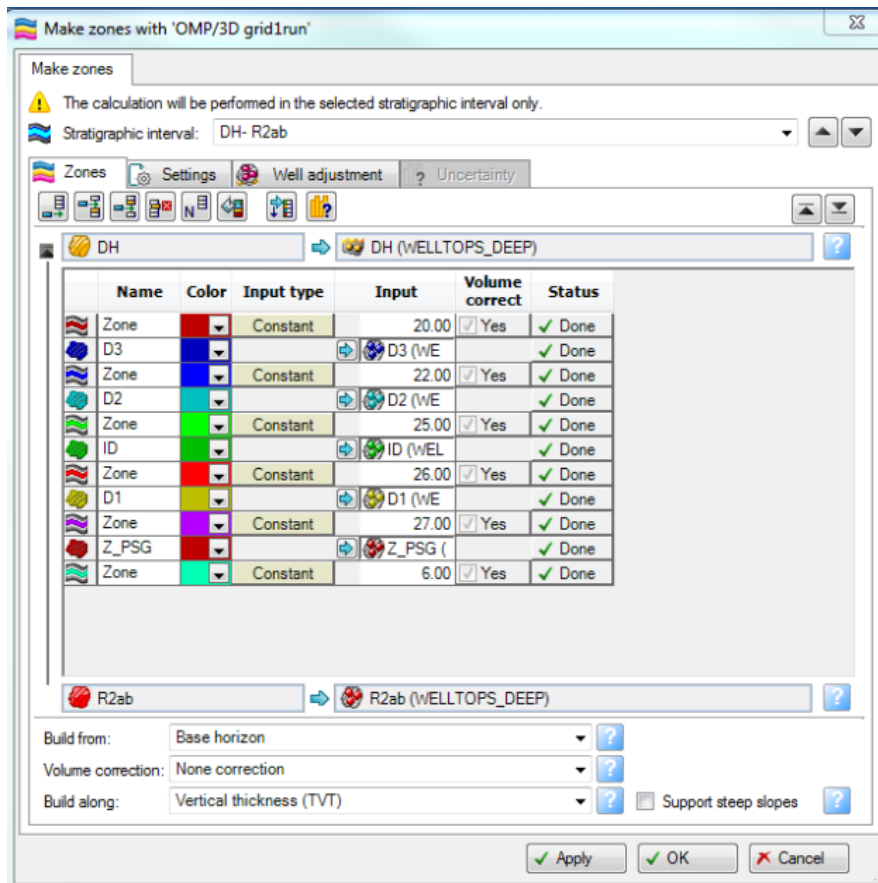 Make zones with 'OMP/3D grid1run'
Make zones
The calculation will be performed in the selected stratigraphic interval only.
Stratigraphic interval: DH- R2ab
Zones Settings Well adjustment Uncertainty
DH DH (WELLTOPS_DEEP)
Name Color Input type Input Volume correct Status
Zone Constant 20.00 Yes Done
D3 D3 (WE Done
Zone Constant 22.00 Yes Done
D2 D2 (WE Done
Zone Constant 25.00 Yes Done
ID ID (WEL Done
Zone Constant 26.00 Yes Done
D1 D1 (WE Done
Zone Constant 27.00 Yes Done
Z_PSG Z_PSG ( Done
Zone Constant 6.00 Yes Done
R2ab R2ab (WELLTOPS_DEEP)
Build from: Base horizon
Volume correction: None correction
Build along: Vertical thickness (TVT) Support steep slopes
Apply OK Cancel